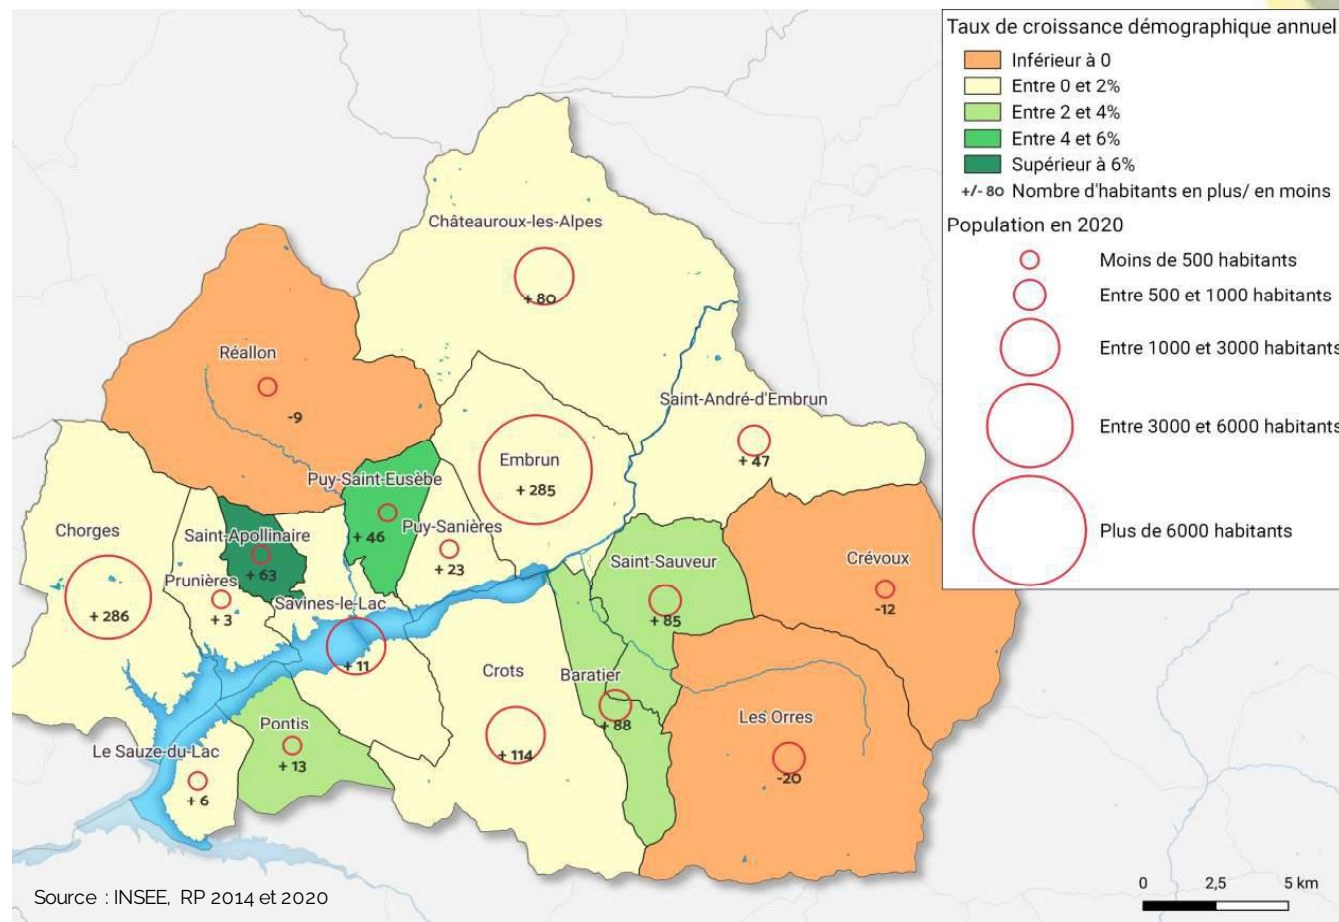 Taux de croissance démographique annuel
Inférieur à 0
Entre 0 et 2%
Entre 2 et 4%
Entre 4 et 6%
Supérieur à 6%
+/- 80 Nombre d'habitants en plus/ en moins
Population en 2020
Moins de 500 habitants
Entre 500 et 1000 habitants
Entre 1000 et 3000 habitants
Entre 3000 et 6000 habitants
Plus de 6000 habitants
Châteauroux-les-Alpes
+ 80
Réallon
-9
Saint-André-d'Embrun
+ 47
Embrun
+ 285
Puy-Saint-Eusèbe
+ 46
Puy-Sanières
+ 23
Chorges
+ 286
Saint-Apollinaire
+ 63
Prunières
+ 3
Savines-le-Lac
+ 11
Saint-Sauveur
+ 85
Crévoux
-12
Crots
+ 114
Baratier
+ 88
Les Orres
-20
Pontis
+ 13
Le Sauze-du-Lac
+ 6
Source : INSEE, RP 2014 et 2020
0 2,5 5 km